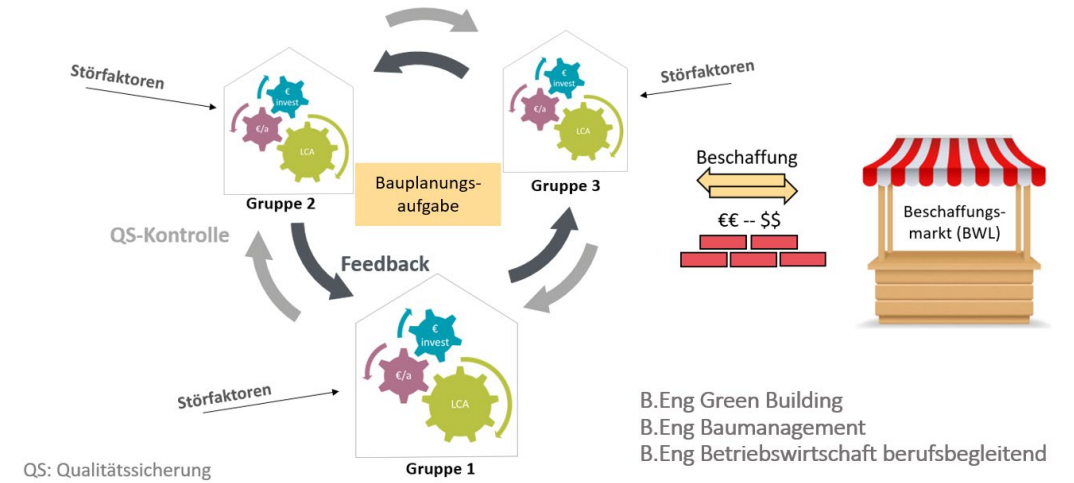 Störfaktoren
€
invest
€/a
LCA
Gruppe 2
€
invest
€/a
LCA
Gruppe 3
Störfaktoren
Bauplanungs-
aufgabe
Beschaffung
€€ -- $$
Beschaffungs-
markt (BWL)
QS-Kontrolle
Feedback
€
invest
€/a
LCA
Gruppe 1
Störfaktoren
B.Eng Green Building
B.Eng Baumanagement
B.Eng Betriebswirtschaft berufsbegleitend
QS: Qualitätssicherung